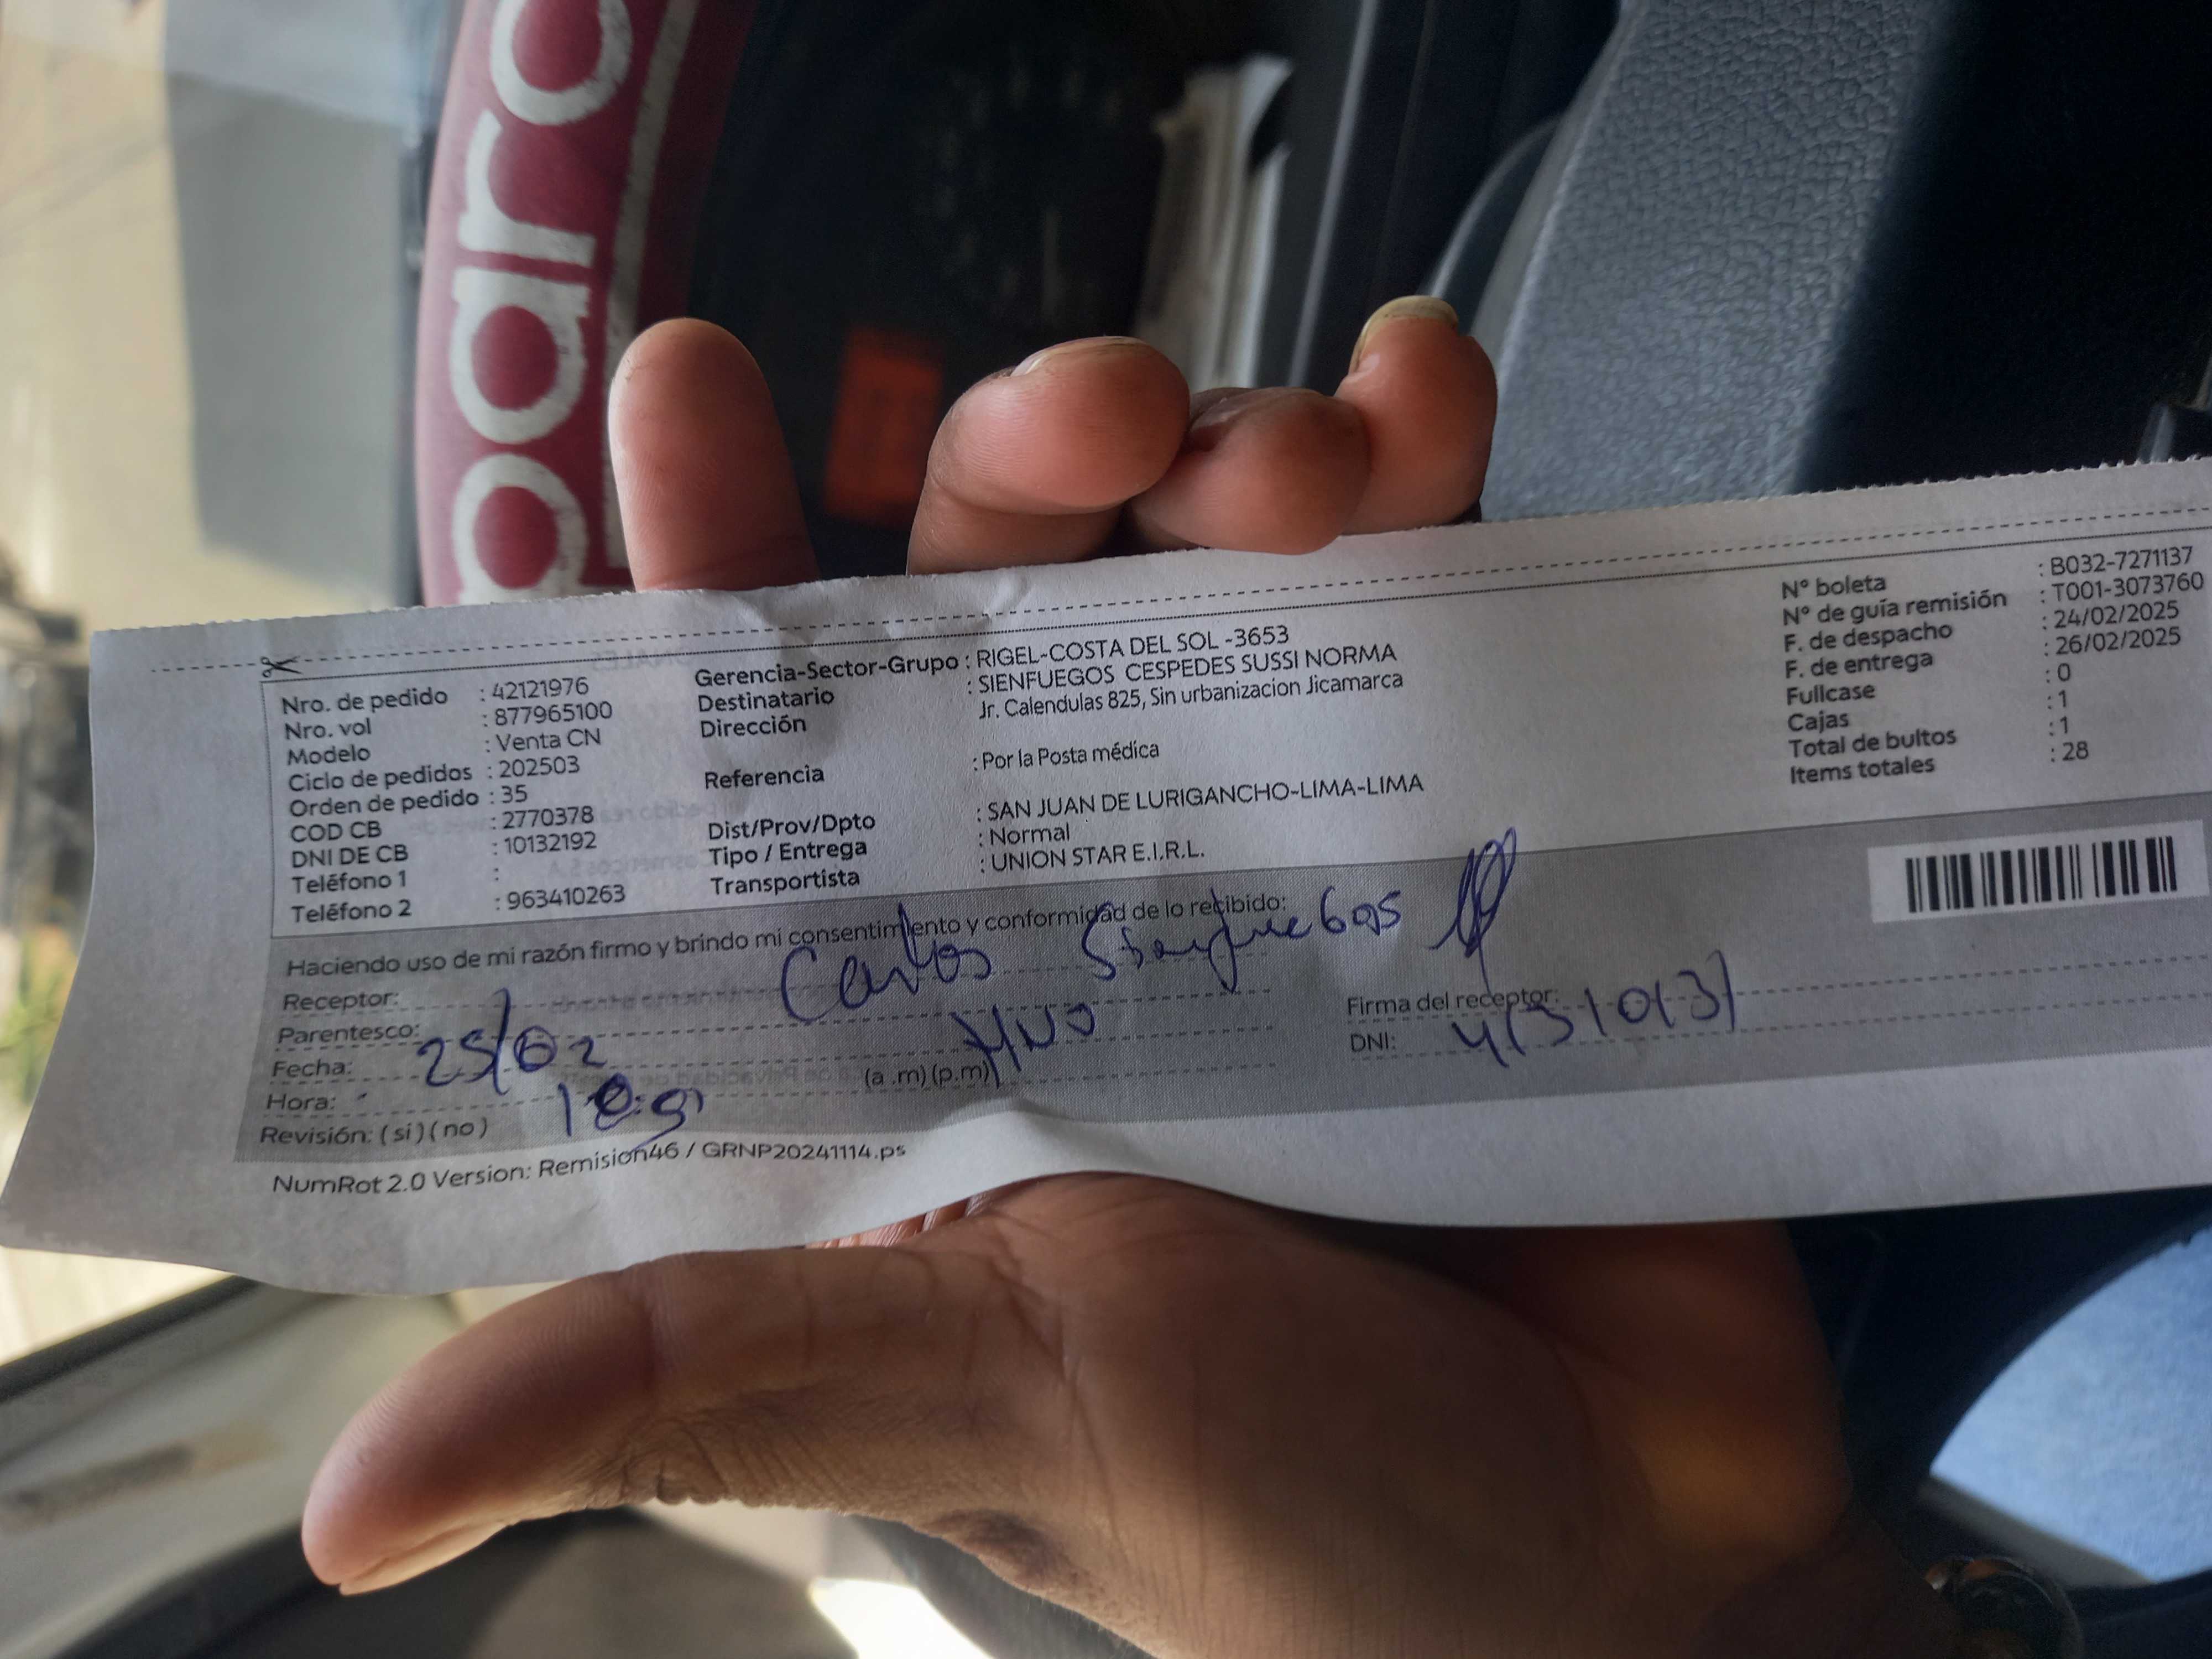 parc
Nro. de pedido : 42121976
Nro. vol : 877965100
Modelo : Venta CN
Ciclo de pedidos : 202503
Orden de pedido : 35
COD CB : 2770378
DNI DE CB : 10132192
Teléfono 1 :
Teléfono 2 : 963410263
Gerencia-Sector-Grupo : RIGEL-COSTA DEL SOL -3653
Destinatario : SIENFUEGOS CESPEDES SUSSI NORMA
Dirección Jr. Calendulas 825, Sin urbanizacion Jicamarca
Referencia : Por la Posta médica
Dist/Prov/Dpto : SAN JUAN DE LURIGANCHO-LIMA-LIMA
Tipo / Entrega : Normal
Transportista : UNION STAR E.I.R.L.
N° boleta : B032-7271137
N° de guía remisión : T001-3073760
F. de despacho : 24/02/2025
F. de entrega : 26/02/2025
Fullcase : 0
Cajas : 1
Total de bultos : 1
Items totales : 28
Haciendo uso de mi razón firmo y brindo mi consentimiento y conformidad de lo recibido:
Receptor: Carlos
Parentesco:
Fecha: 25/02
Hora: (a .m) (p.m)
Revisión: ( si ) ( no )
Firma del receptor:
DNI:
NumRot 2.0 Version: Remision46 / GRNP20241114.ps